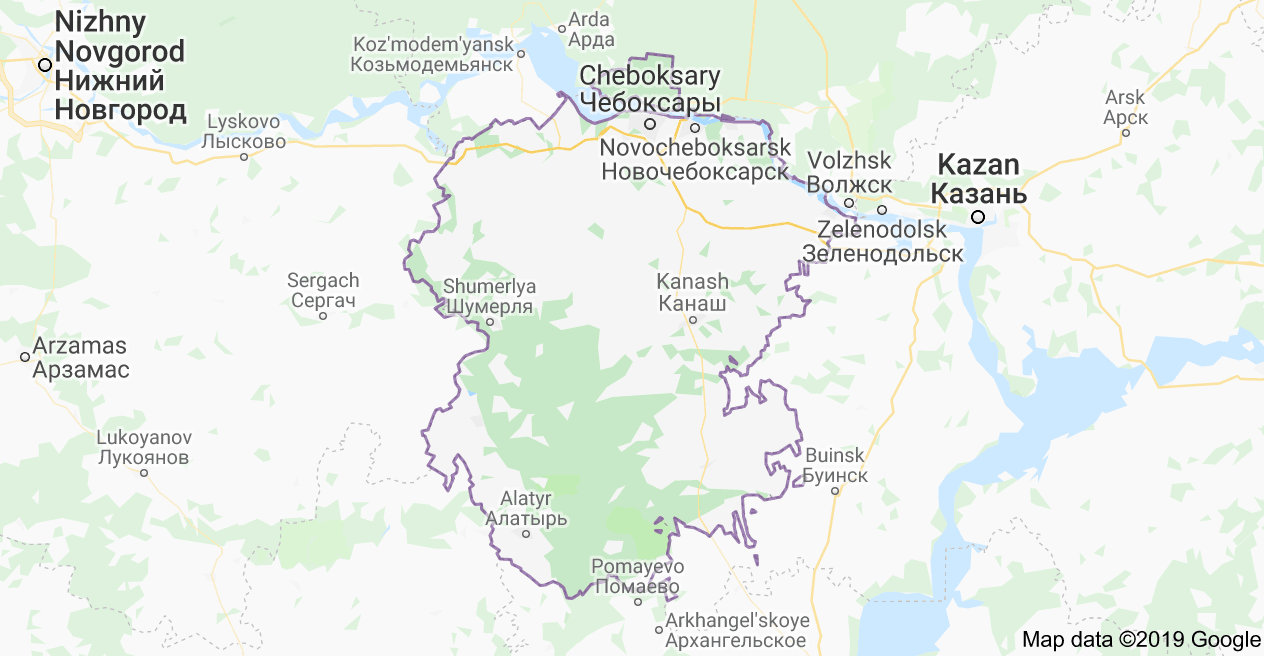 Nizhny
Novgorod
Нижний
Новгород
Arda
Арда
Koz'modem'yansk
Козьмодемьянск
Cheboksary
Чебоксары
Arsk
Арск
Lyskovo
Лысково
Novocheboksarsk
Новочебоксарск
Volzhsk
Волжск
Kazan
Казань
Zelenodolsk
Зеленодольск
Sergach
Сергач
Shumerlya
Шумерля
Kanash
Канаш
Arzamas
Арзамас
Lukoyanov
Лукоянов
Buinsk
Буинск
Alatyr
Алатырь
Pomayevo
Помаево
Arkhangel'skoye
Архангельское
Map data ©2019 Google